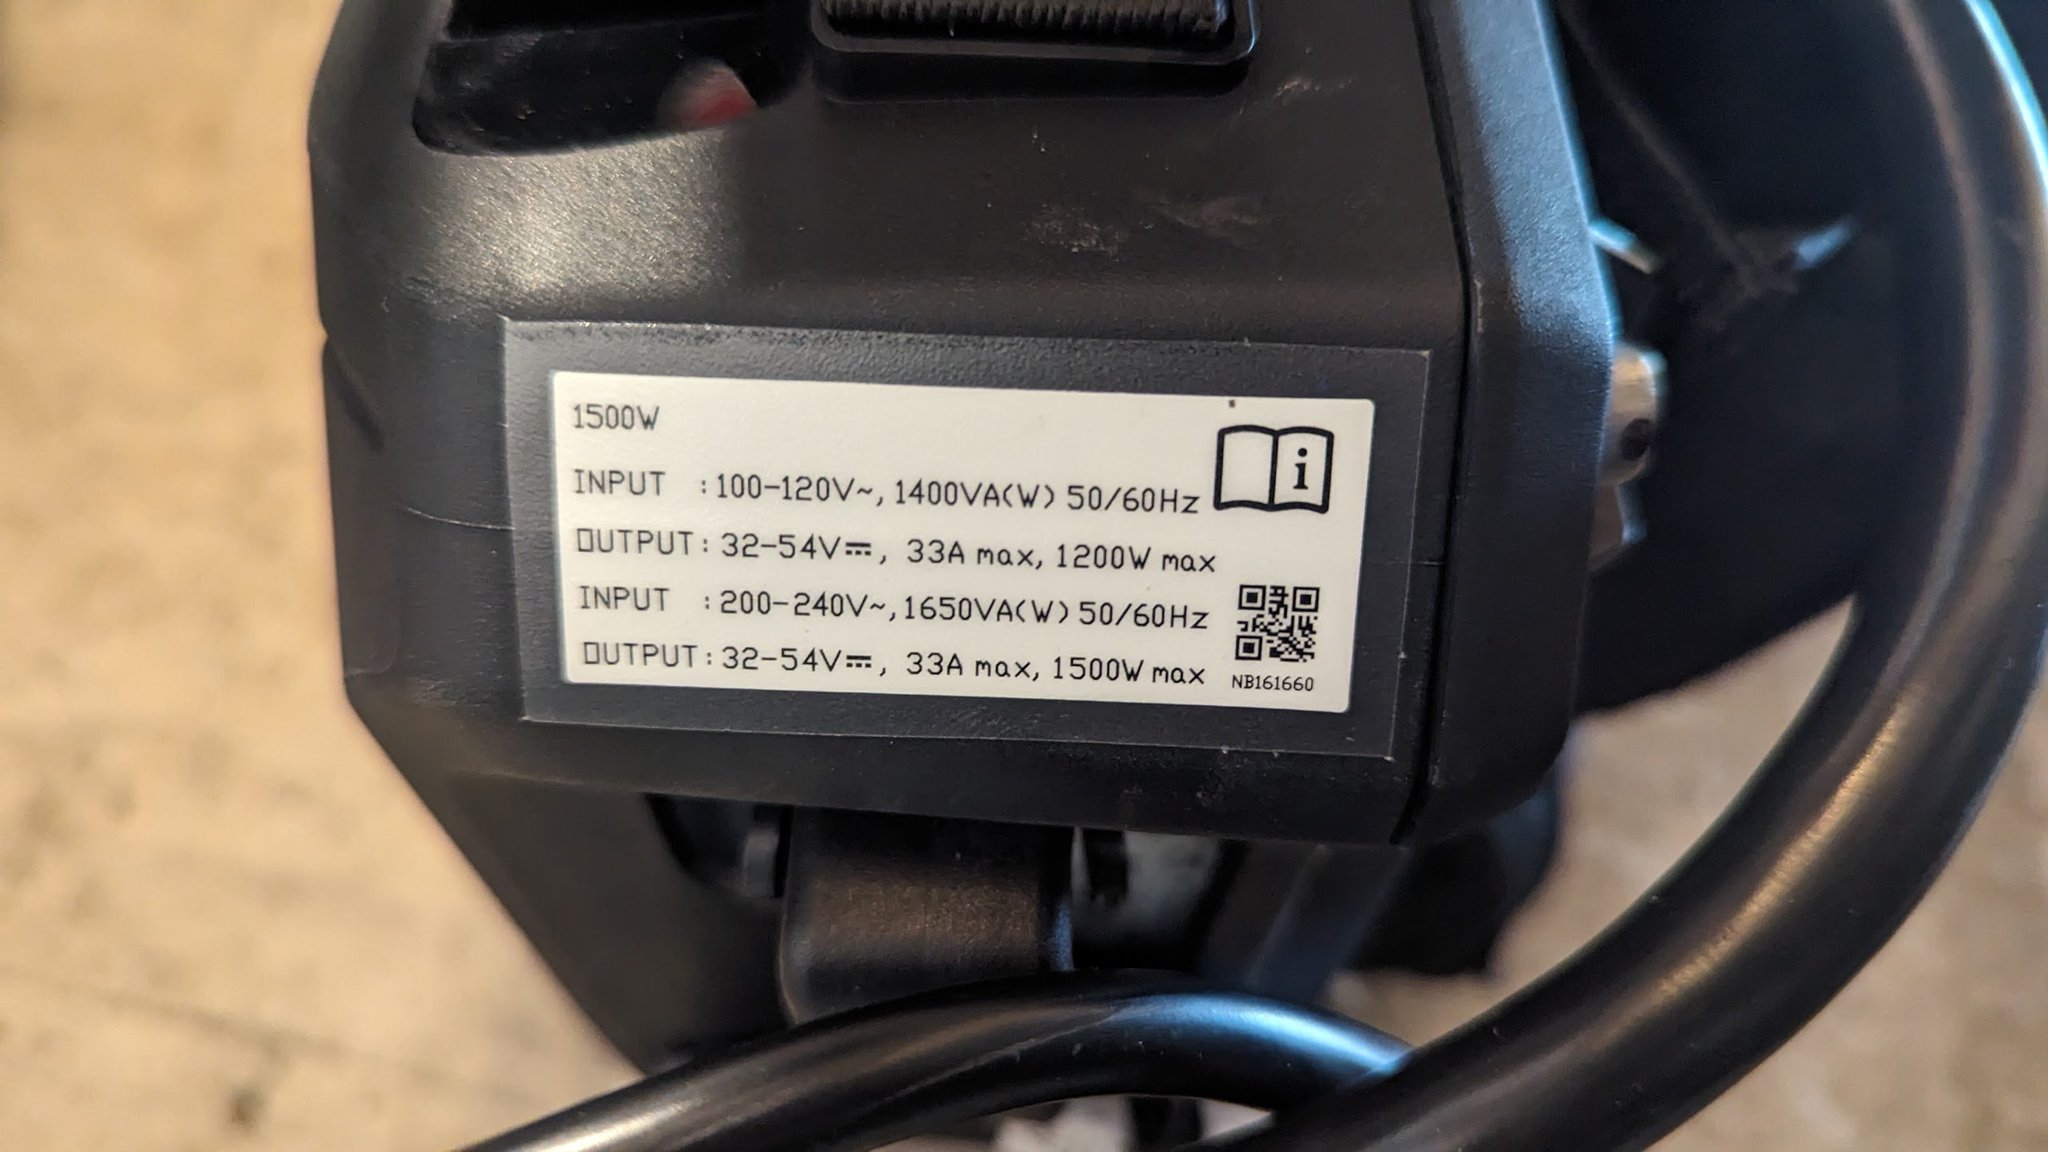 1500W
INPUT : 100-120V~, 1400VA(W) 50/60Hz
OUTPUT : 32-54V⎓, 33A max, 1200W max
INPUT : 200-240V~, 1650VA(W) 50/60Hz
OUTPUT : 32-54V⎓, 33A max, 1500W max
i
NB161660